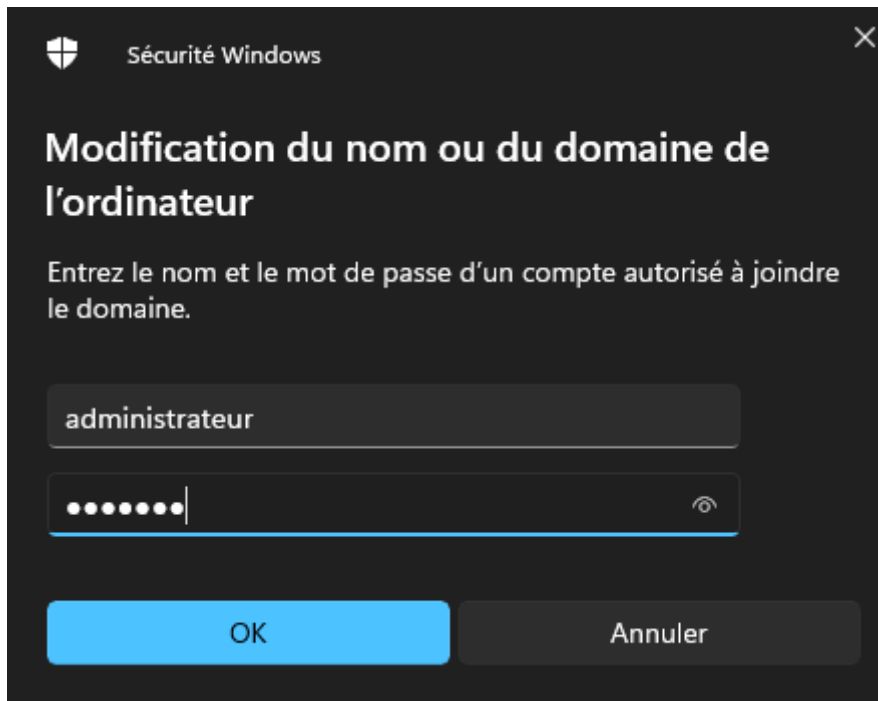 Sécurité Windows
Modification du nom ou du domaine de
l’ordinateur
Entrez le nom et le mot de passe d’un compte autorisé à joindre
le domaine.
administrateur
•••••••
OK Annuler